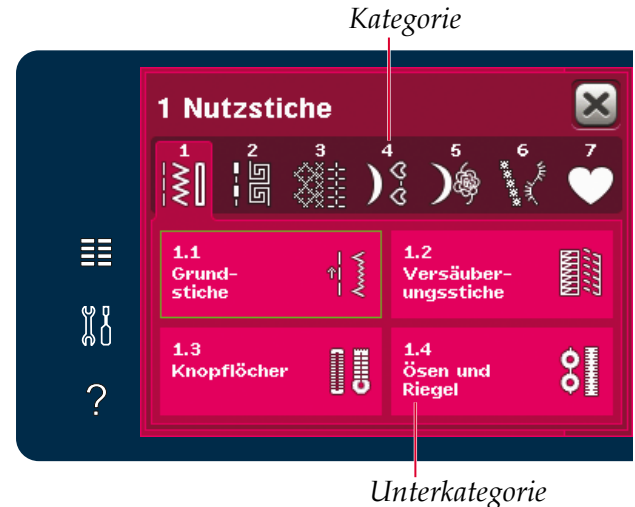 Kategorie
1 Nutzstiche
1 2 3 4 5 6 7
1.1
Grund-
stiche
1.2
Versäuber-
ungsstiche
1.3
Knopflöcher
1.4
Ösen und
Riegel
?
Unterkategorie